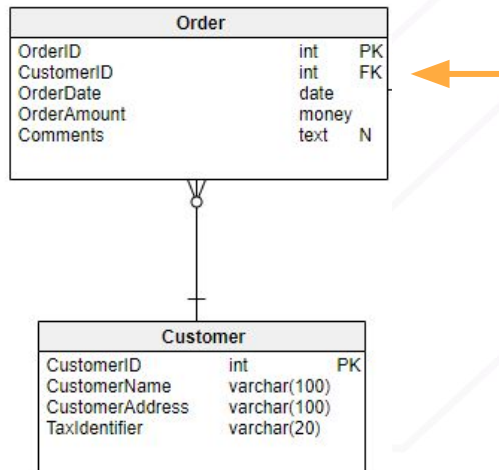 Order
OrderID int PK
CustomerID int FK
OrderDate date
OrderAmount money
Comments text N
Customer
CustomerID int PK
CustomerName varchar(100)
CustomerAddress varchar(100)
TaxIdentifier varchar(20)